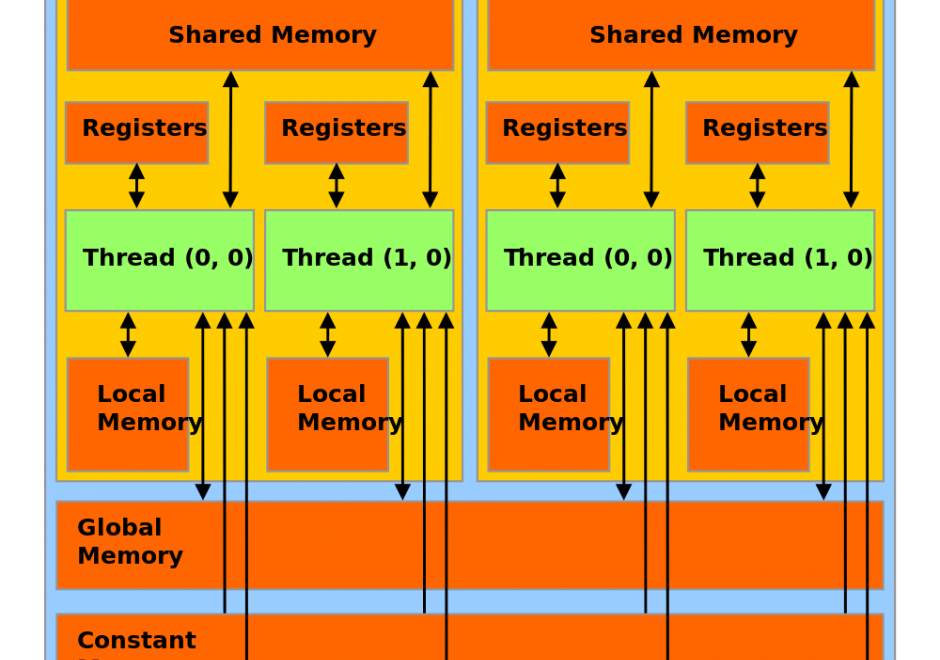 Shared Memory
Shared Memory
Registers
Registers
Registers
Registers
Thread (0, 0)
Thread (1, 0)
Thread (0, 0)
Thread (1, 0)
Local
Memory
Local
Memory
Local
Memory
Local
Memory
Global
Memory
Constant